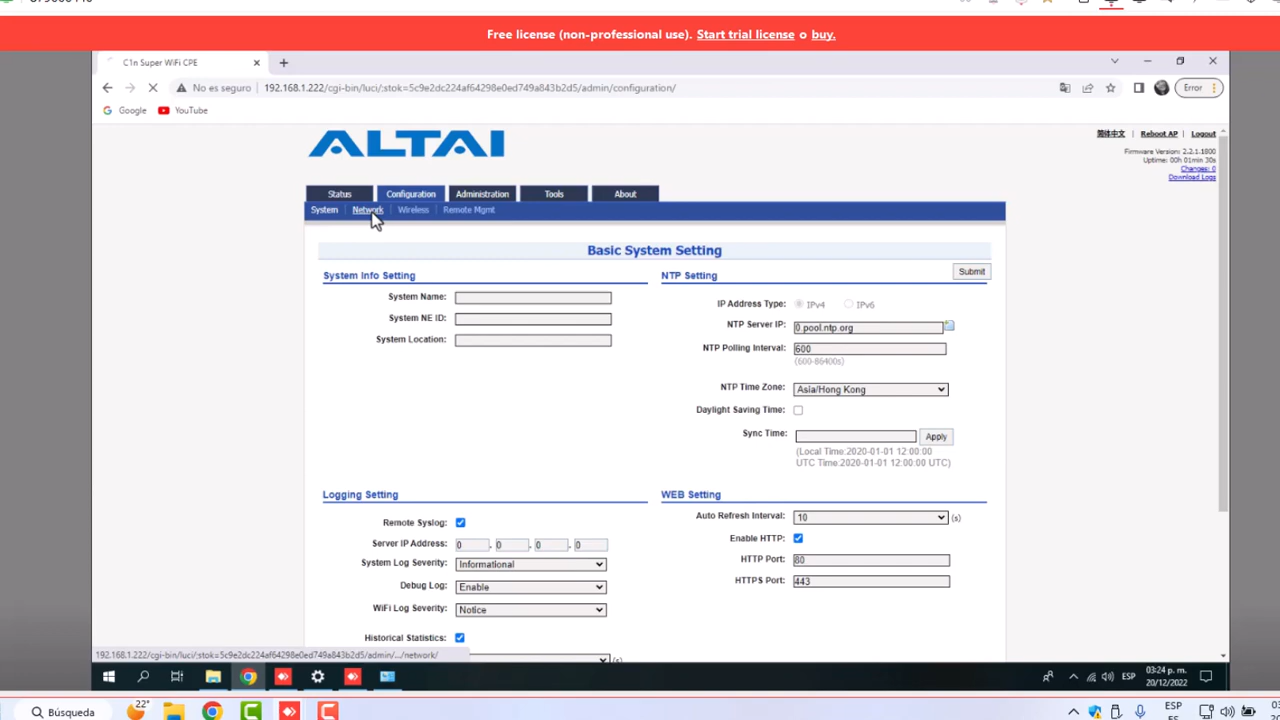 Free license (non-professional use). Start trial license o buy.
C1n Super WiFi CPE
No es seguro 192.168.1.222/cgi-bin/luci/;stok=5c9e2dc224af64298e0ed749a843b2d5/admin/configuration/ Error
Google YouTube
ALTAI
简体中文 | Reboot AP | Logout
Firmware Version: 2.2.1.1800
Uptime: 00h 01min 30s
Changes: 0
Download Logs
Status Configuration Administration Tools About
System | Network | Wireless | Remote Mgmt
Basic System Setting
System Info Setting
System Name:
System NE ID:
System Location:
NTP Setting
Submit
IP Address Type: IPv4 IPv6
NTP Server IP: 0.pool.ntp.org
NTP Polling Interval: 600
(600-86400s)
NTP Time Zone: Asia/Hong Kong
Daylight Saving Time:
Sync Time: Apply
(Local Time:2020-01-01 12:00:00
UTC Time:2020-01-01 12:00:00 UTC)
Logging Setting
Remote Syslog:
Server IP Address: 0 . 0 . 0 . 0
System Log Severity: Informational
Debug Log: Enable
WiFi Log Severity: Notice
Historical Statistics:
(s)
WEB Setting
Auto Refresh Interval: 10 (s)
Enable HTTP:
HTTP Port: 80
HTTPS Port: 443
192.168.1.222/cgi-bin/luci/;stok=5c9e2dc224af64298e0ed749a843b2d5/admin/.../network/
ESP
03:24 p. m.
20/12/2022
Búsqueda
22°
ESP